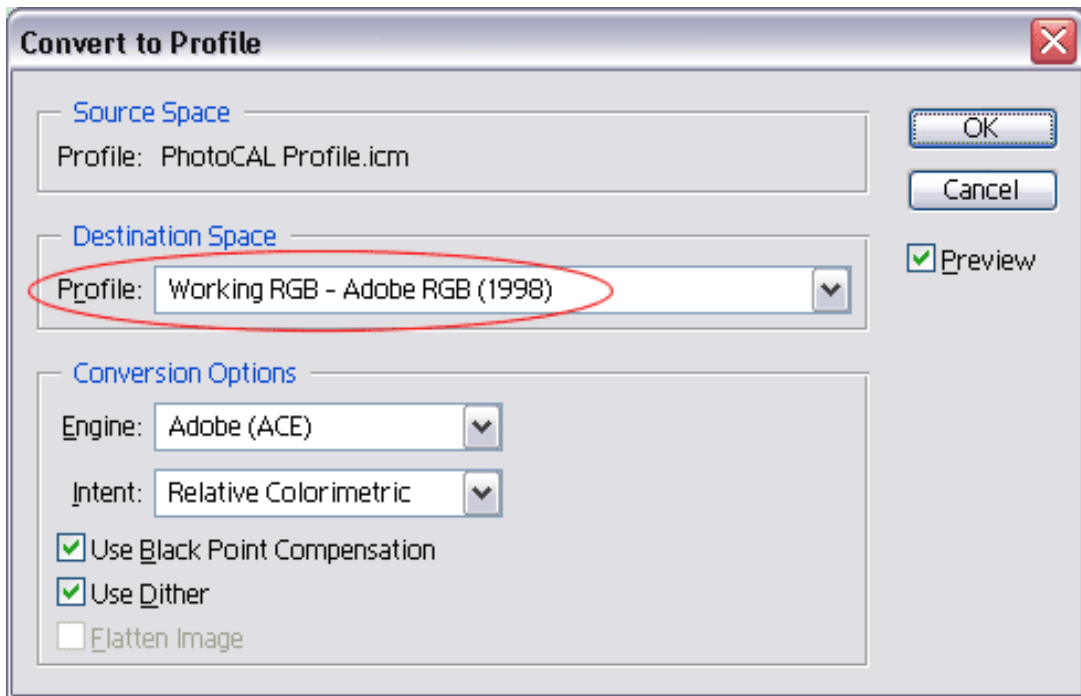 Convert to Profile
Source Space
Profile: PhotoCAL Profile.icm
OK
Cancel
Preview
Destination Space
Profile: Working RGB - Adobe RGB (1998)
Conversion Options
Engine: Adobe (ACE)
Intent: Relative Colorimetric
Use Black Point Compensation
Use Dither
Flatten Image